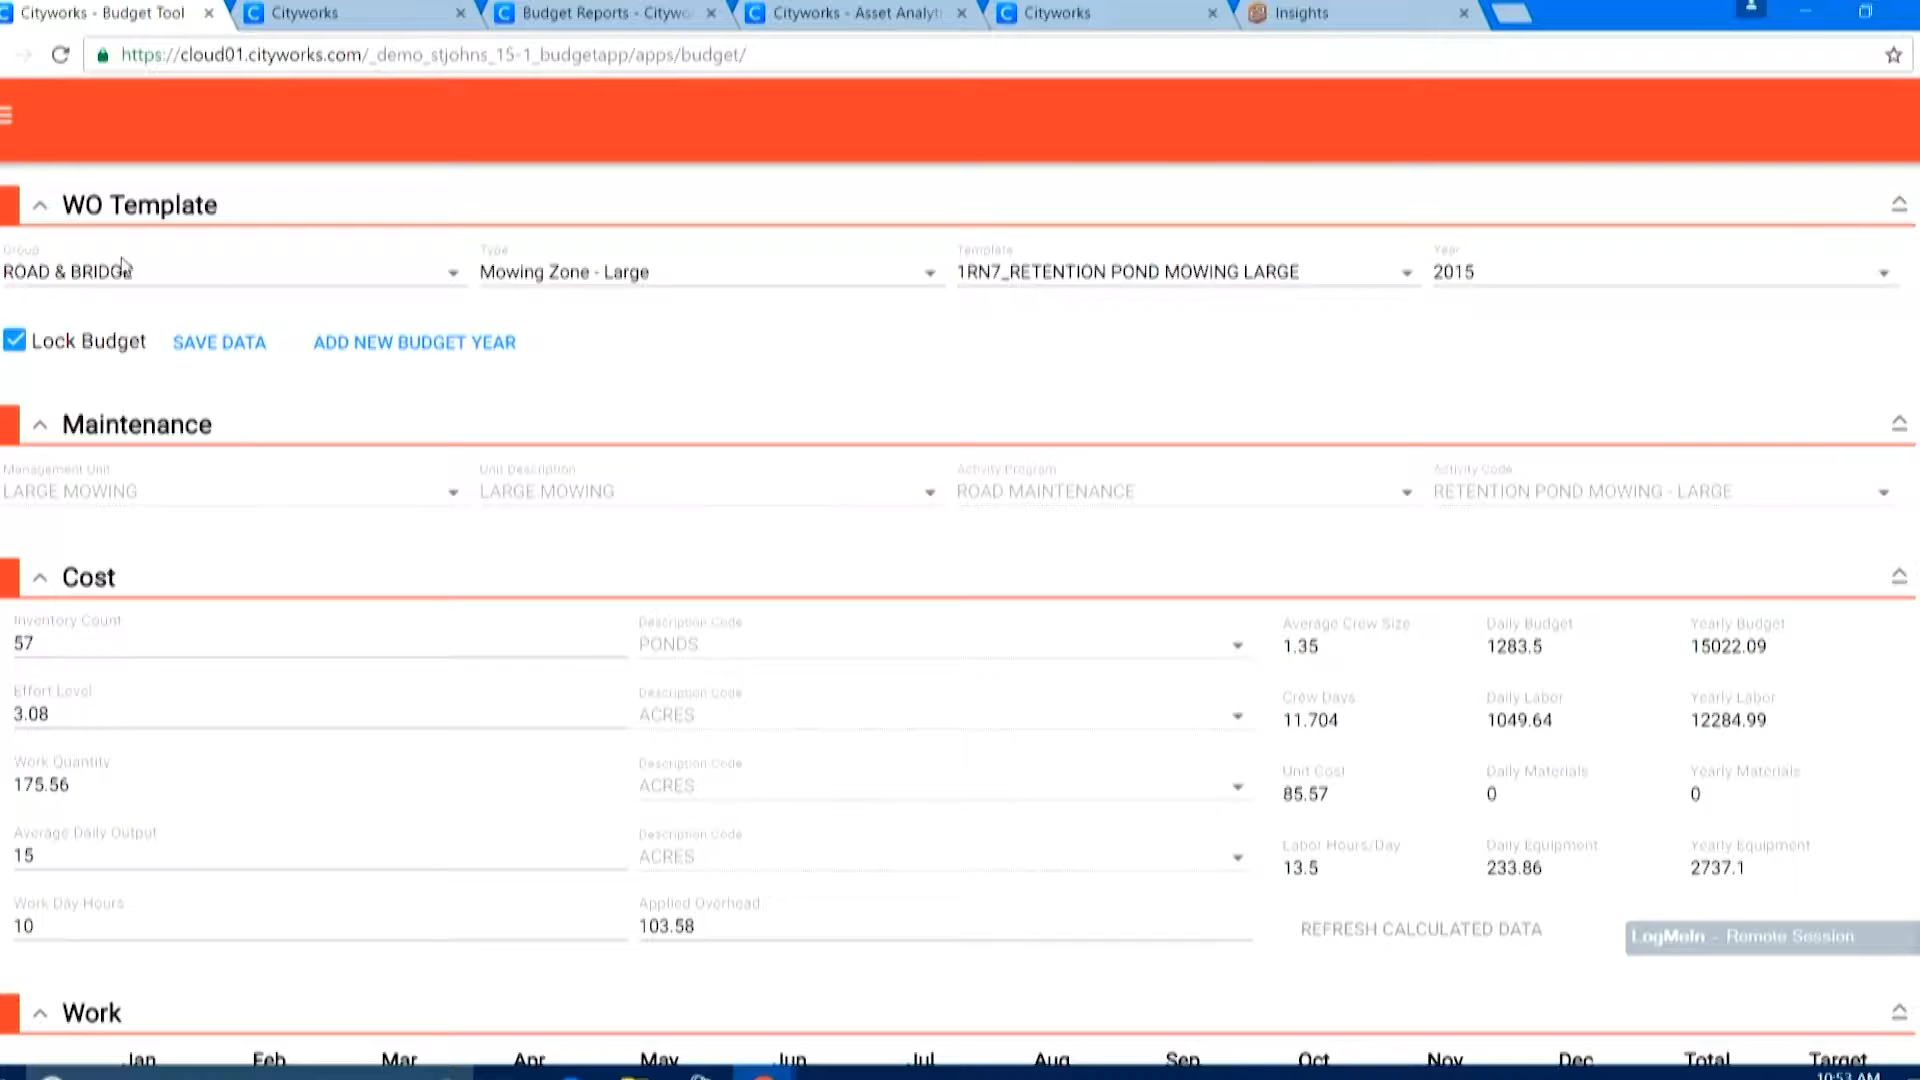 Cityworks - Budget Tool
Cityworks
Budget Reports - Citywo
Cityworks - Asset Analyti
Cityworks
Insights
https://cloud01.cityworks.com/_demo_stjohns_15-1_budgetapp/apps/budget/
WO Template
Group Type Template Year
ROAD & BRIDGE Mowing Zone - Large 1RN7_RETENTION POND MOWING LARGE 2015
Lock Budget SAVE DATA ADD NEW BUDGET YEAR
Maintenance
Management Unit Unit Description Activity Program Activity Code
LARGE MOWING LARGE MOWING ROAD MAINTENANCE RETENTION POND MOWING - LARGE
Cost
Inventory Count Description Code Average Crew Size Daily Budget Yearly Budget
57 PONDS 1.35 1283.5 15022.09
Effort Level Description Code Crew Days Daily Labor Yearly Labor
3.08 ACRES 11.704 1049.64 12284.99
Work Quantity Description Code Unit Cost Daily Materials Yearly Materials
175.56 ACRES 85.57 0 0
Average Daily Output Description Code Labor Hours/Day Daily Equipment Yearly Equipment
15 ACRES 13.5 233.86 2737.1
Work Day Hours Applied Overhead
10 103.58 REFRESH CALCULATED DATA
LogMeIn - Remote Session
Work
Jan Feb Mar Apr May Jun Jul Aug Sep Oct Nov Dec Total Target
10:53 AM